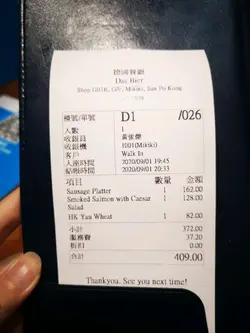 德國餐廳
Das Bier
Shop G01B, G/F, Mikiki, San Po Kong
檯號/單號 D1 /026
人數 1
收銀員
收銀機 1001(Mikiki)
客戶 Walk In
入座時間 2020/09/01 19:45
結帳時間 2020/09/01 20:33
項目 數量 金額
Sausage Platter 1 162.00
Smoked Salmon with Caesar 1 128.00
Salad
HK Yau Wheat 1 82.00
小計 372.00
服務費 37.20
折扣 0.00
合計 409.00
Thankyou. See you next time!